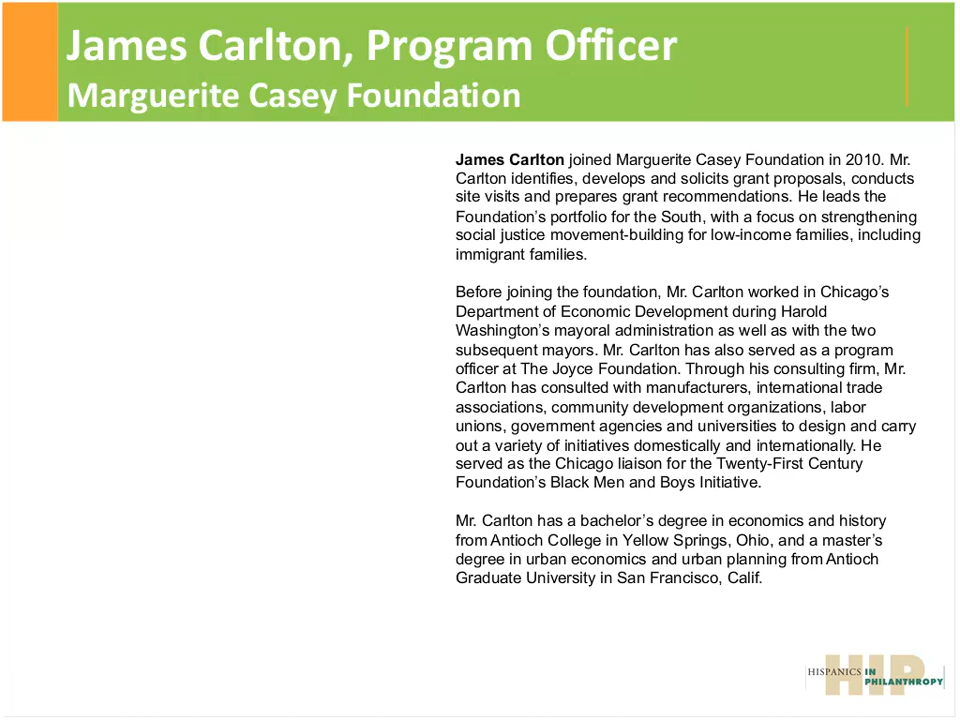 James Carlton, Program Officer
Marguerite Casey Foundation
James Carlton joined Marguerite Casey Foundation in 2010. Mr.
Carlton identifies, develops and solicits grant proposals, conducts
site visits and prepares grant recommendations. He leads the
Foundation’s portfolio for the South, with a focus on strengthening
social justice movement-building for low-income families, including
immigrant families.
Before joining the foundation, Mr. Carlton worked in Chicago’s
Department of Economic Development during Harold
Washington’s mayoral administration as well as with the two
subsequent mayors. Mr. Carlton has also served as a program
officer at The Joyce Foundation. Through his consulting firm, Mr.
Carlton has consulted with manufacturers, international trade
associations, community development organizations, labor
unions, government agencies and universities to design and carry
out a variety of initiatives domestically and internationally. He
served as the Chicago liaison for the Twenty-First Century
Foundation’s Black Men and Boys Initiative.
Mr. Carlton has a bachelor’s degree in economics and history
from Antioch College in Yellow Springs, Ohio, and a master’s
degree in urban economics and urban planning from Antioch
Graduate University in San Francisco, Calif.
HIP
HISPANICS IN
PHILANTHROPY